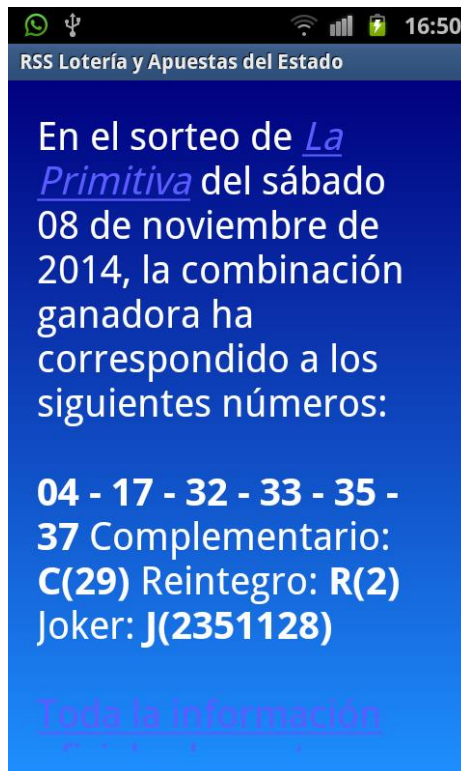 16:50
RSS Lotería y Apuestas del Estado
En el sorteo de La
Primitiva del sábado
08 de noviembre de
2014, la combinación
ganadora ha
correspondido a los
siguientes números:
04 - 17 - 32 - 33 - 35 -
37 Complementario:
C(29) Reintegro: R(2)
Joker: J(2351128)
Toda la información